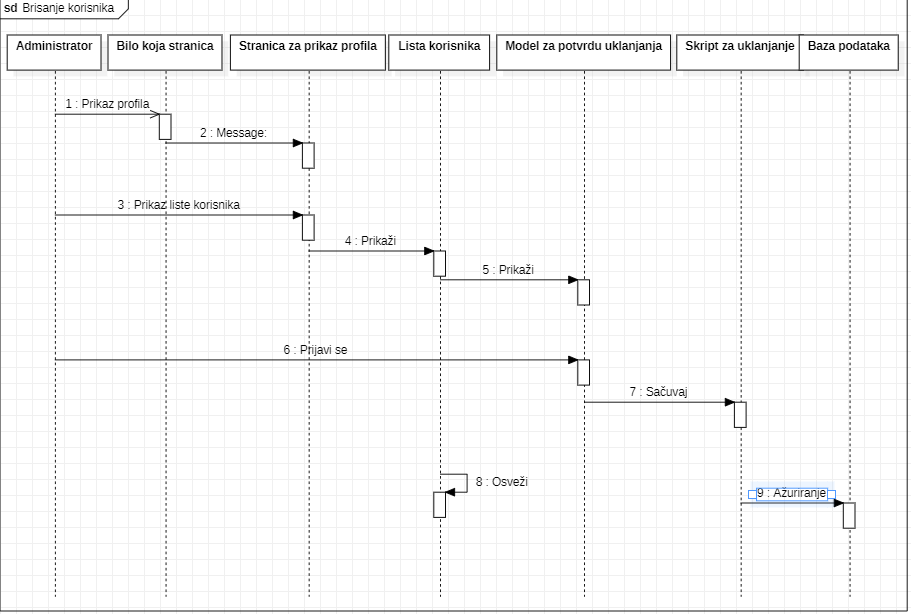 sd Brisanje korisnika
Administrator
Bilo koja stranica
Stranica za prikaz profila
Lista korisnika
Model za potvrdu uklanjanja
Skript za uklanjanje
Baza podataka
1 : Prikaz profila
2 : Message:
3 : Prikaz liste korisnika
4 : Prikaži
5 : Prikaži
6 : Prijavi se
7 : Sačuvaj
8 : Osveži
9 : Ažuriranje